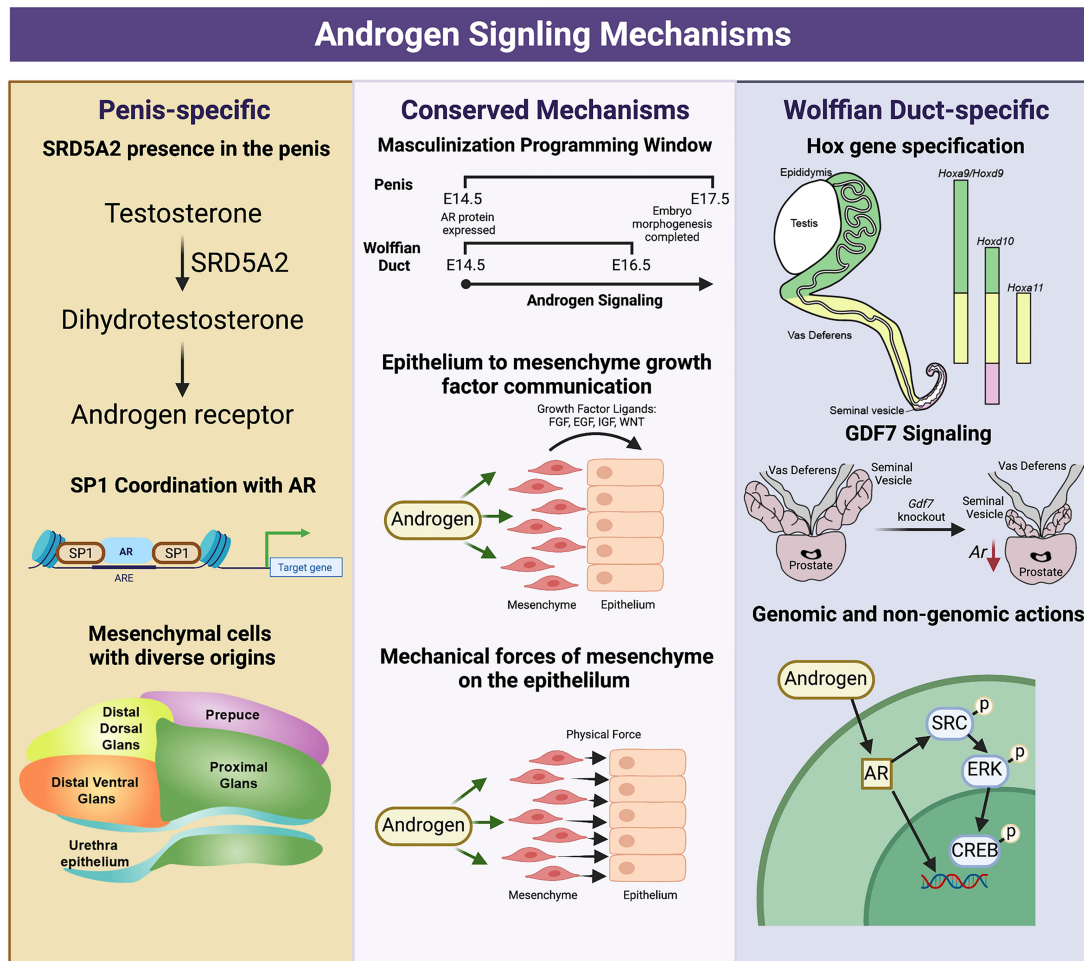 Androgen Signling Mechanisms
Penis-specific
SRD5A2 presence in the penis
Testosterone
SRD5A2
Dihydrotestosterone
Androgen receptor
SP1 Coordination with AR
SP1
AR
SP1
ARE
Target gene
Mesenchymal cells
with diverse origins
Distal
Dorsal
Glans
Prepuce
Distal Ventral
Glans
Proximal
Glans
Urethra
epithelium
Conserved Mechanisms
Masculinization Programming Window
Penis
E14.5
E17.5
AR protein
expressed
Embryo
morphogenesis
completed
Wolffian
Duct
E14.5
E16.5
Androgen Signaling
Epithelium to mesenchyme growth
factor communication
Growth Factor Ligands:
FGF, EGF, IGF, WNT
Androgen
Mesenchyme
Epithelium
Mechanical forces of mesenchyme
on the epithelilum
Physical Force
Androgen
Mesenchyme
Epithelium
Wolffian Duct-specific
Hox gene specification
Epididymis
Testis
Vas Deferens
Seminal vesicle
Hoxa9/Hoxd9
Hoxd10
Hoxa11
GDF7 Signaling
Vas Deferens
Seminal
Vesicle
Prostate
Gdf7
knockout
Vas Deferens
Seminal
Vesicle
Ar
Prostate
Genomic and non-genomic actions
Androgen
AR
SRC
p
ERK
p
CREB
p